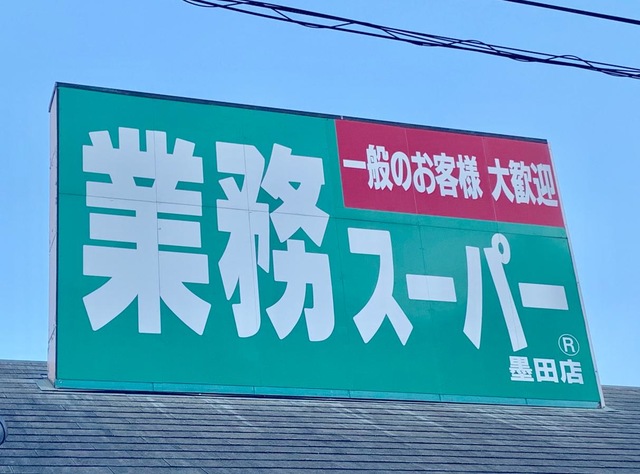 一般のお客様 大歓迎
業務スーパー
®
墨田店